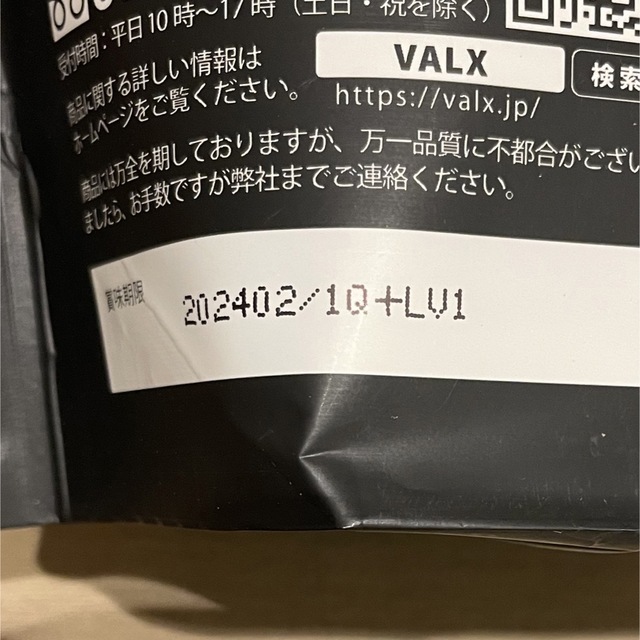 受付時間：平日10時〜17時（土日・祝を除く）
商品に関する詳しい情報は
ホームページをご覧ください。
VALX
検索
https://valx.jp/
商品には万全を期しておりますが、万一品質に不都合がござい
ましたら、お手数ですが弊社までご連絡ください。
賞味期限
202402/1Q+LV1